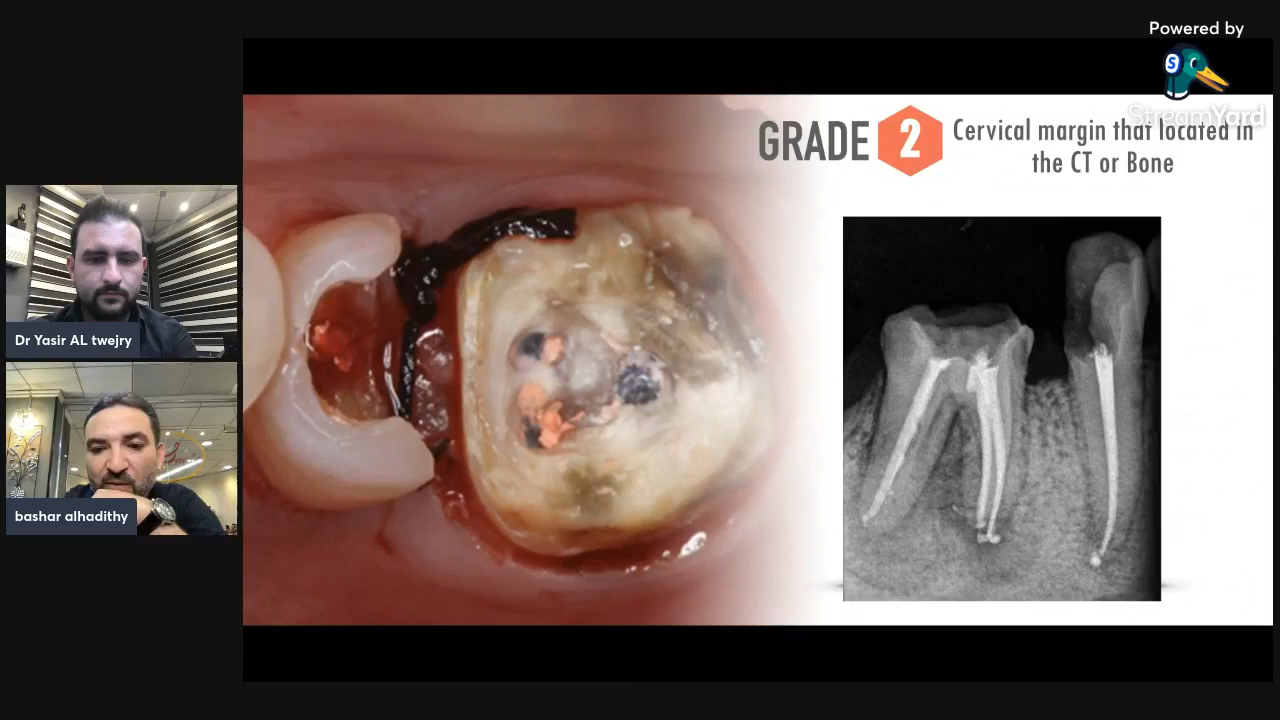 Powered by
S
StreamYard
GRADE 2 Cervical margin that located in
the CT or Bone
Dr Yasir AL twejry
bashar alhadithy